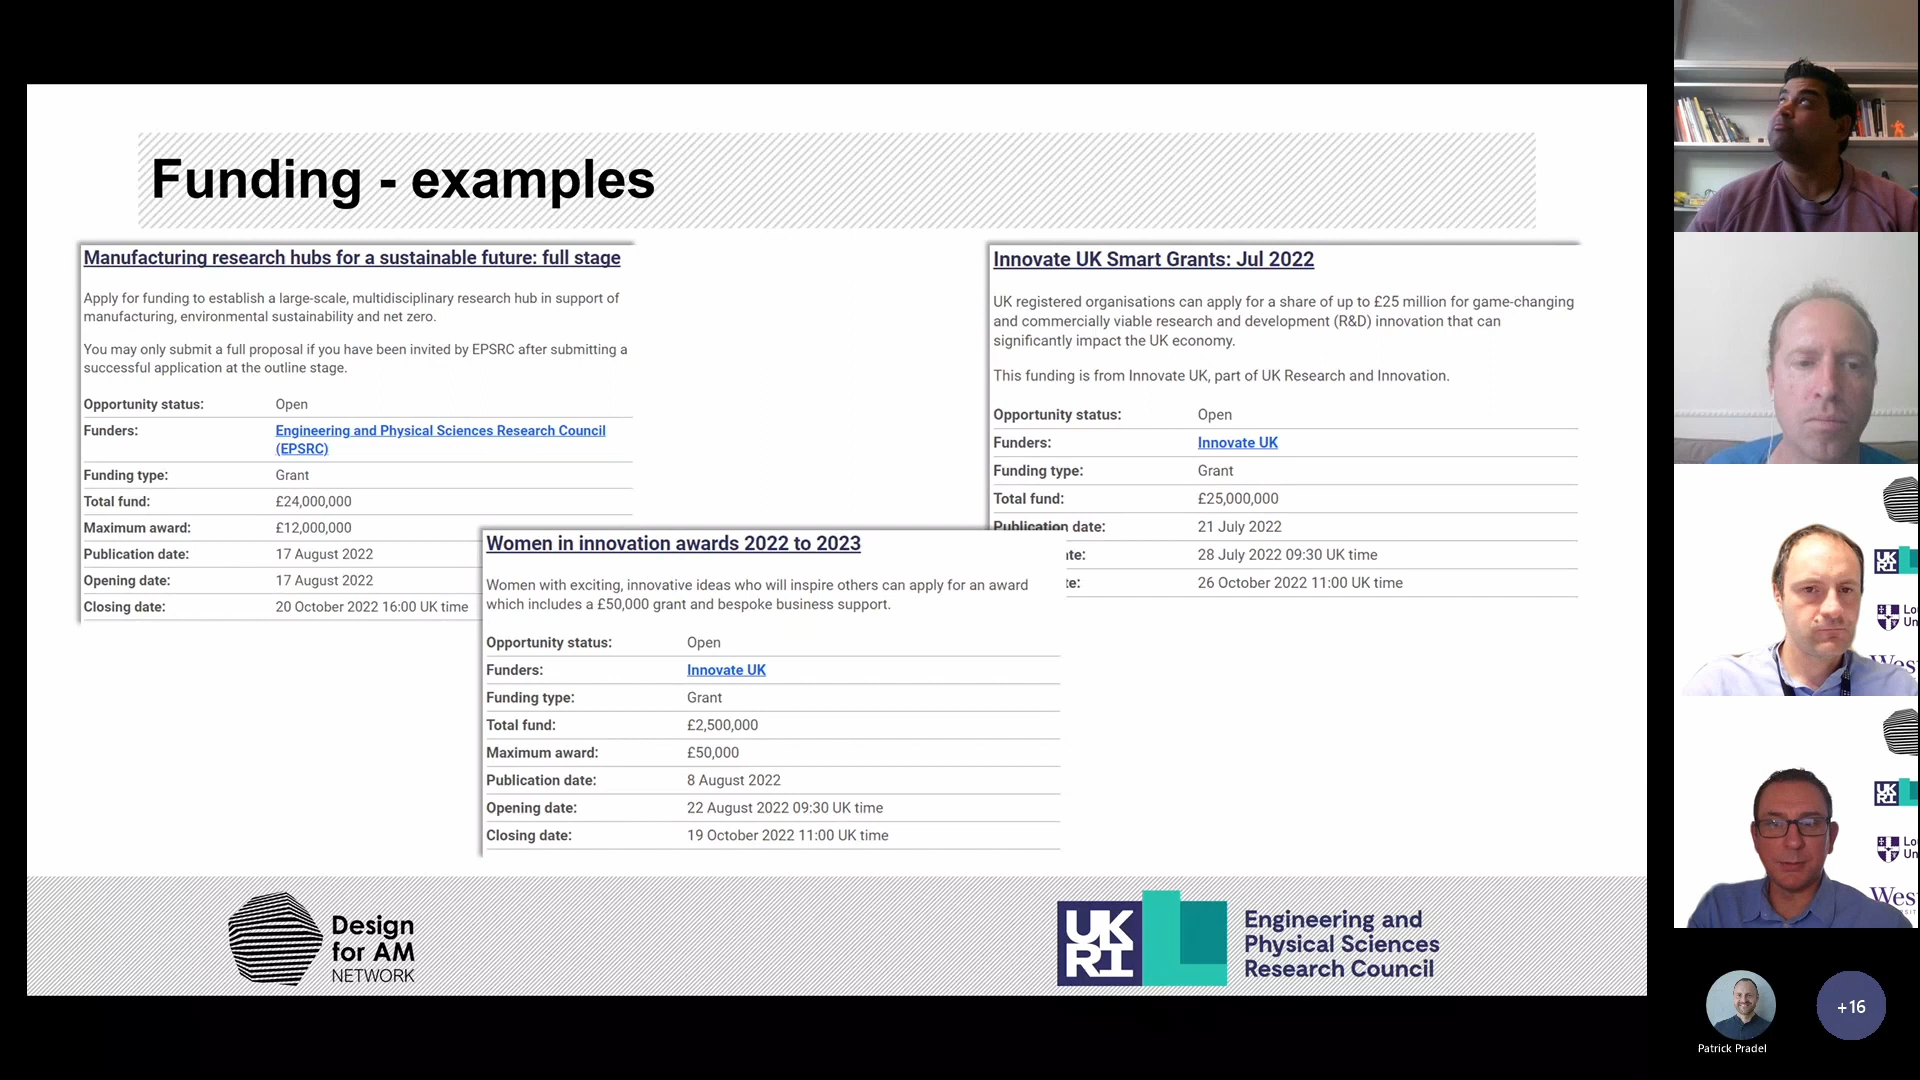 Funding - examples
Manufacturing research hubs for a sustainable future: full stage
Apply for funding to establish a large-scale, multidisciplinary research hub in support of
manufacturing, environmental sustainability and net zero.
You may only submit a full proposal if you have been invited by EPSRC after submitting a
successful application at the outline stage.
Opportunity status: Open
Funders: Engineering and Physical Sciences Research Council
(EPSRC)
Funding type: Grant
Total fund: £24,000,000
Maximum award: £12,000,000
Publication date: 17 August 2022
Opening date: 17 August 2022
Closing date: 20 October 2022 16:00 UK time
Women in innovation awards 2022 to 2023
Women with exciting, innovative ideas who will inspire others can apply for an award
which includes a £50,000 grant and bespoke business support.
Opportunity status: Open
Funders: Innovate UK
Funding type: Grant
Total fund: £2,500,000
Maximum award: £50,000
Publication date: 8 August 2022
Opening date: 22 August 2022 09:30 UK time
Closing date: 19 October 2022 11:00 UK time
Innovate UK Smart Grants: Jul 2022
UK registered organisations can apply for a share of up to £25 million for game-changing
and commercially viable research and development (R&D) innovation that can
significantly impact the UK economy.
This funding is from Innovate UK, part of UK Research and Innovation.
Opportunity status: Open
Funders: Innovate UK
Funding type: Grant
Total fund: £25,000,000
Publication date: 21 July 2022
te: 28 July 2022 09:30 UK time
e: 26 October 2022 11:00 UK time
Design
for AM
NETWORK
UK
RI
Engineering and
Physical Sciences
Research Council
UK
RI
Lo
Un
Wes
UK
RI
Lo
Un
Wes
Patrick Pradel
+16